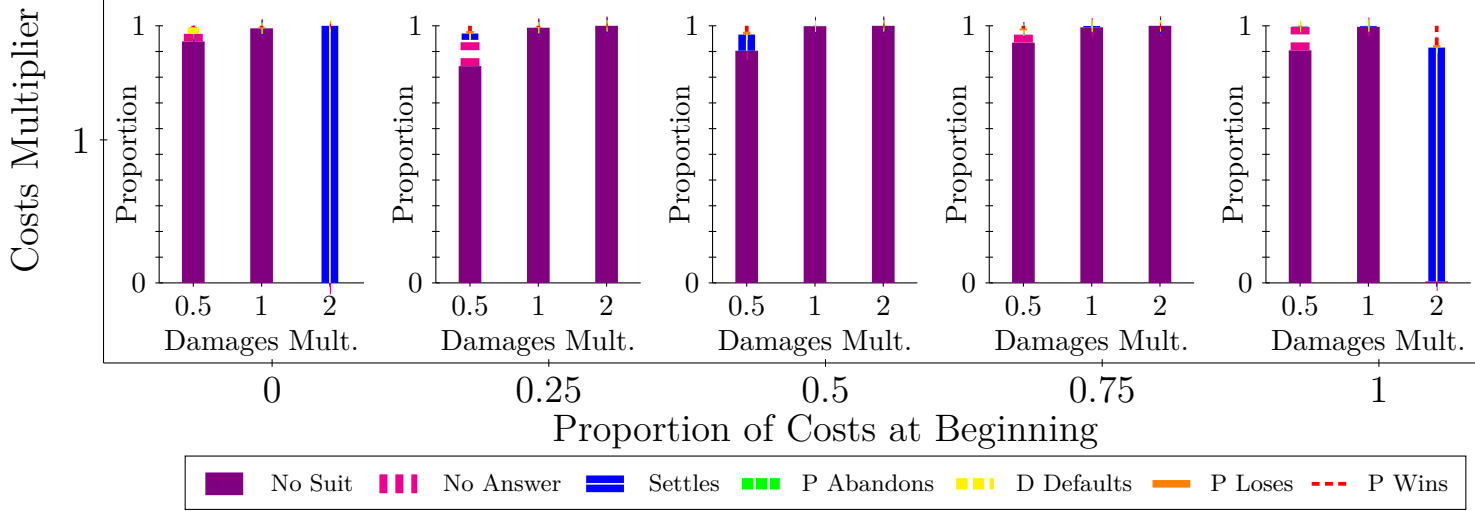 Costs Multiplier
1
Proportion
1
0
0.5 1 2
Damages Mult.
Proportion
1
0
0.5 1 2
Damages Mult.
Proportion
1
0
0.5 1 2
Damages Mult.
Proportion
1
0
0.5 1 2
Damages Mult.
Proportion
1
0
0.5 1 2
Damages Mult.
0 0.25 0.5 0.75 1
Proportion of Costs at Beginning
No Suit No Answer Settles P Abandons D Defaults P Loses P Wins